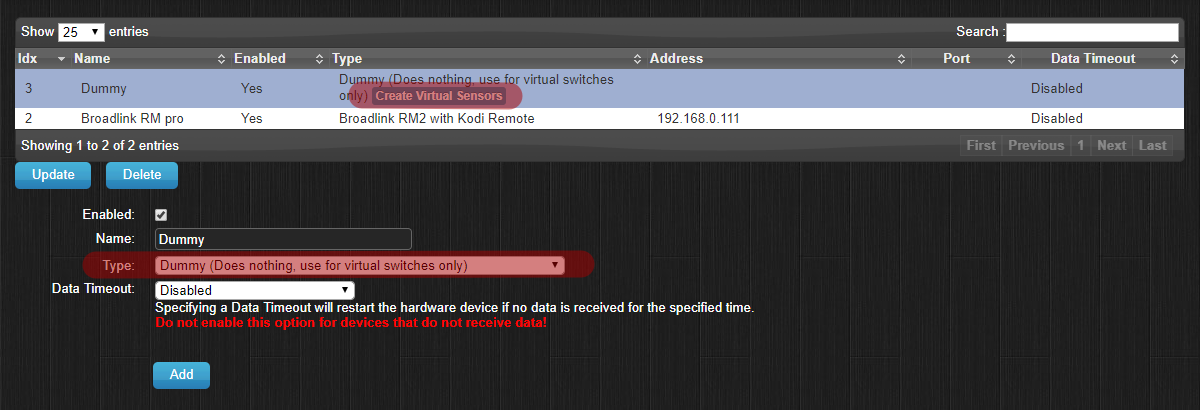 Show 25 entries Search :
Idx Name Enabled Type Address Port Data Timeout
3 Dummy Yes Dummy (Does nothing, use for virtual switches only) Create Virtual Sensors Disabled
2 Broadlink RM pro Yes Broadlink RM2 with Kodi Remote 192.168.0.111 Disabled
Showing 1 to 2 of 2 entries First Previous 1 Next Last
Update Delete
Enabled:
Name: Dummy
Type: Dummy (Does nothing, use for virtual switches only)
Data Timeout: Disabled
Specifying a Data Timeout will restart the hardware device if no data is received for the specified time.
Do not enable this option for devices that do not receive data!
Add